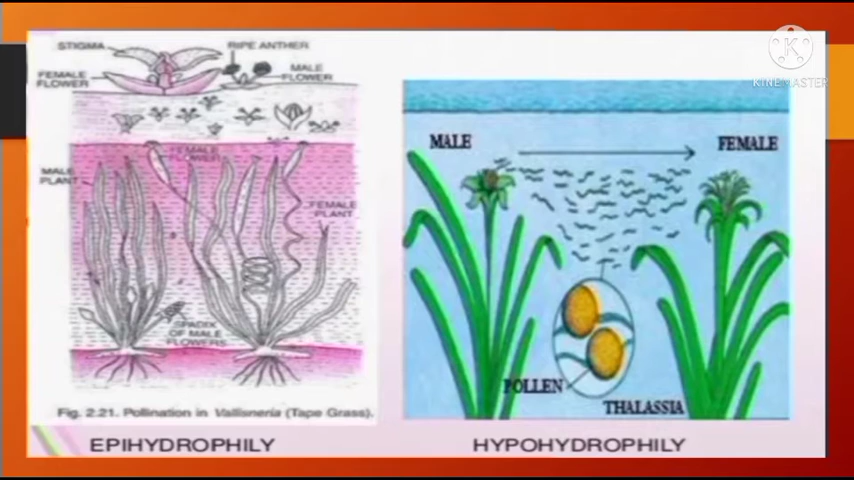 STIGMA
RIPE ANTHER
FEMALE
FLOWER
MALE
FLOWER
FEMALE
FLOWER
MALE
PLANT
FEMALE
PLANT
SPADIX
OF MALE
FLOWERS
Fig. 2.21. Pollination in Vallisneria (Tape Grass).
EPIHYDROPHILY
MALE
FEMALE
POLLEN
THALASSIA
HYPOHYDROPHILY
K
KINEMASTER